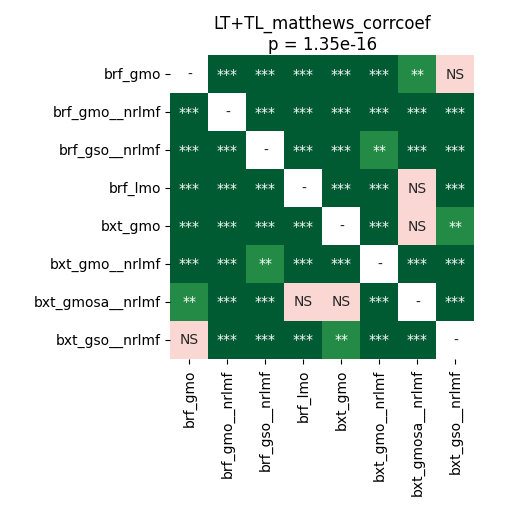 LT+TL_matthews_corrcoef
p = 1.35e-16
brf_gmo - *** *** *** *** *** ** NS
brf_gmo__nrlmf *** - *** *** *** *** *** ***
brf_gso__nrlmf *** *** - *** *** ** *** ***
brf_lmo *** *** *** - *** *** NS ***
bxt_gmo *** *** *** *** - *** NS **
bxt_gmo__nrlmf *** *** ** *** *** - *** ***
bxt_gmosa__nrlmf ** *** *** NS NS *** - ***
bxt_gso__nrlmf NS *** *** *** ** *** *** -
brf_gmo
brf_gmo__nrlmf
brf_gso__nrlmf
brf_lmo
bxt_gmo
bxt_gmo__nrlmf
bxt_gmosa__nrlmf
bxt_gso__nrlmf